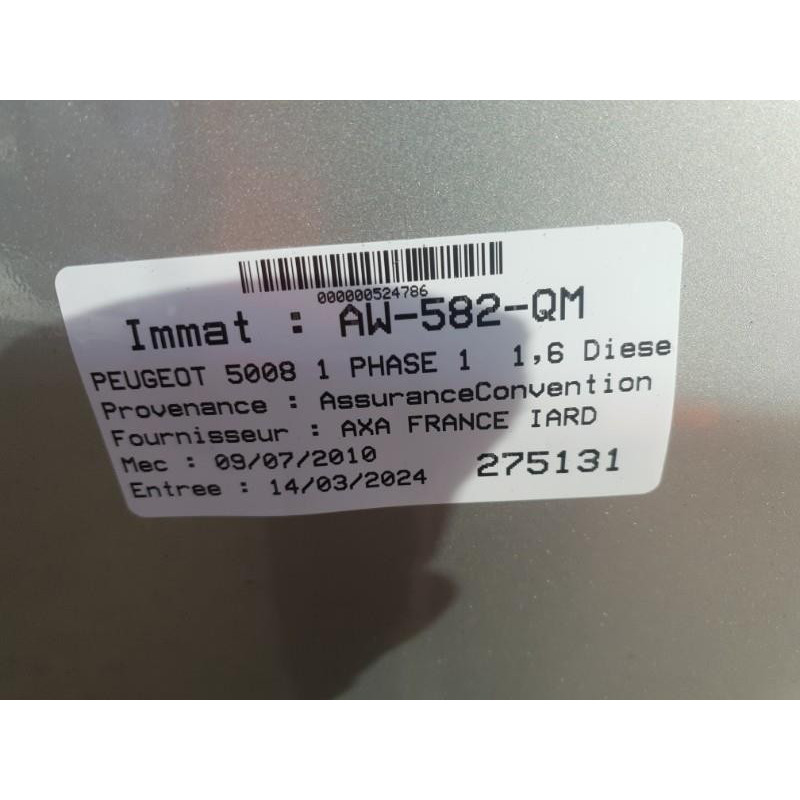 000000524786
Immat : AW-582-QM
PEUGEOT 5008 1 PHASE 1 1,6 Diese
Provenance : AssuranceConvention
Fournisseur : AXA FRANCE IARD
Mec : 09/07/2010
Entree : 14/03/2024 275131